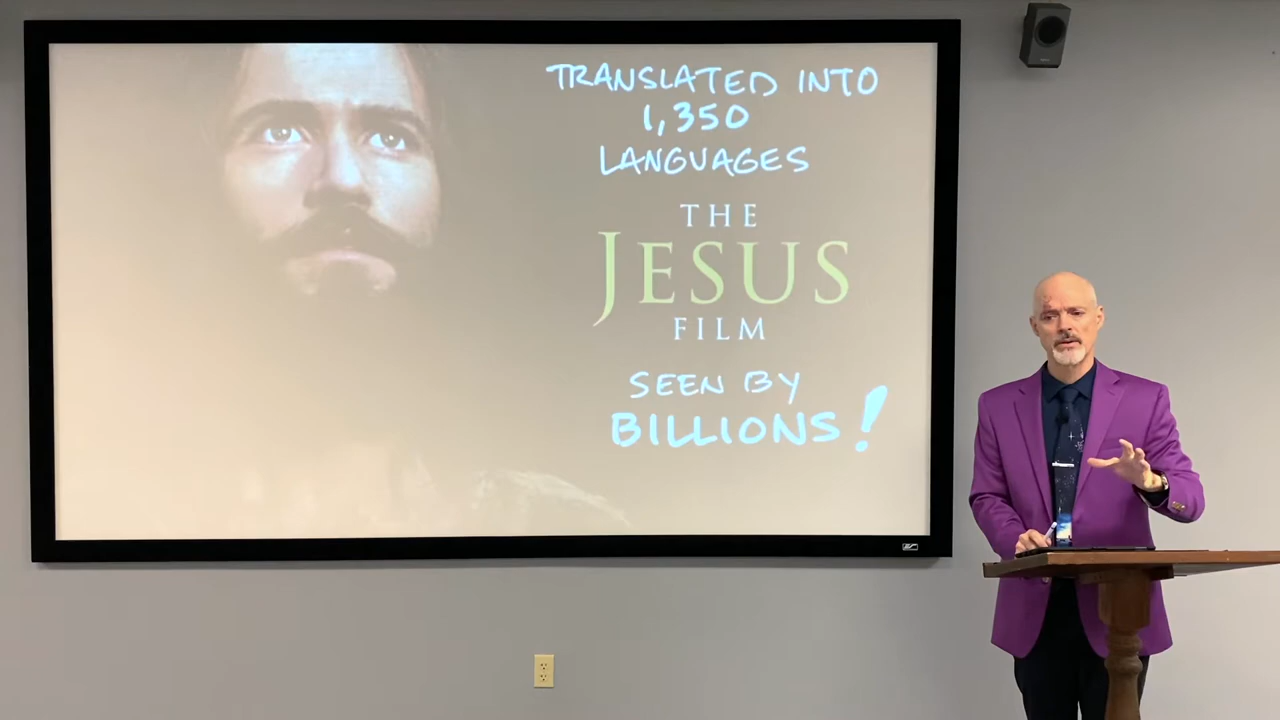 TRANSLATED INTO
1,350
LANGUAGES
THE
JESUS
FILM
SEEN BY
BILLIONS!